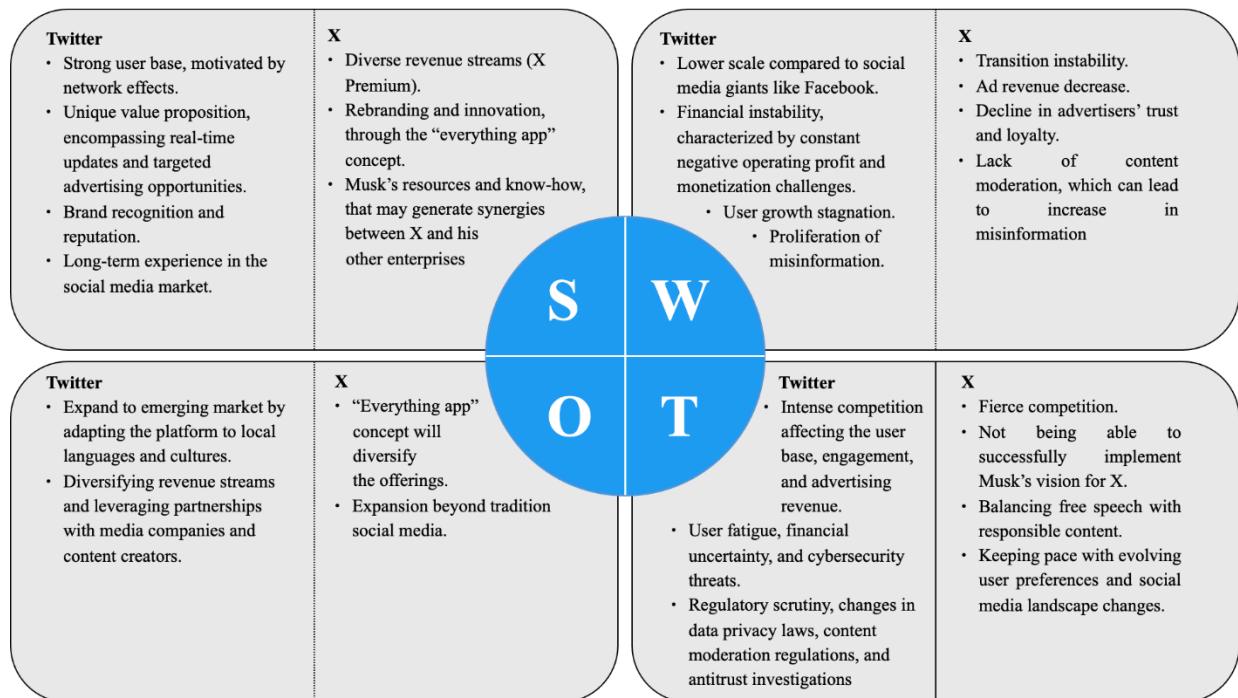 Twitter
• Strong user base, motivated by
network effects.
• Unique value proposition,
encompassing real-time
updates and targeted
advertising opportunities.
• Brand recognition and
reputation.
• Long-term experience in the
social media market.
X
• Diverse revenue streams (X
Premium).
• Rebranding and innovation,
through the “everything app”
concept.
• Musk’s resources and know-how,
that may generate synergies
between X and his
other enterprises
Twitter
• Lower scale compared to social
media giants like Facebook.
• Financial instability,
characterized by constant
negative operating profit and
monetization challenges.
• User growth stagnation.
• Proliferation of
misinformation.
X
• Transition instability.
• Ad revenue decrease.
• Decline in advertisers’ trust
and loyalty.
• Lack of content
moderation, which can lead
to increase in
misinformation
S
W
O
T
Twitter
• Expand to emerging market by
adapting the platform to local
languages and cultures.
• Diversifying revenue streams
and leveraging partnerships
with media companies and
content creators.
X
• “Everything app”
concept will
diversify
the offerings.
• Expansion beyond tradition
social media.
Twitter
• Intense competition
affecting the user
base, engagement,
and advertising
revenue.
• User fatigue, financial
uncertainty, and cybersecurity
threats.
• Regulatory scrutiny, changes in
data privacy laws, content
moderation regulations, and
antitrust investigations
X
• Fierce competition.
• Not being able to
successfully implement
Musk’s vision for X.
• Balancing free speech with
responsible content.
• Keeping pace with evolving
user preferences and social
media landscape changes.